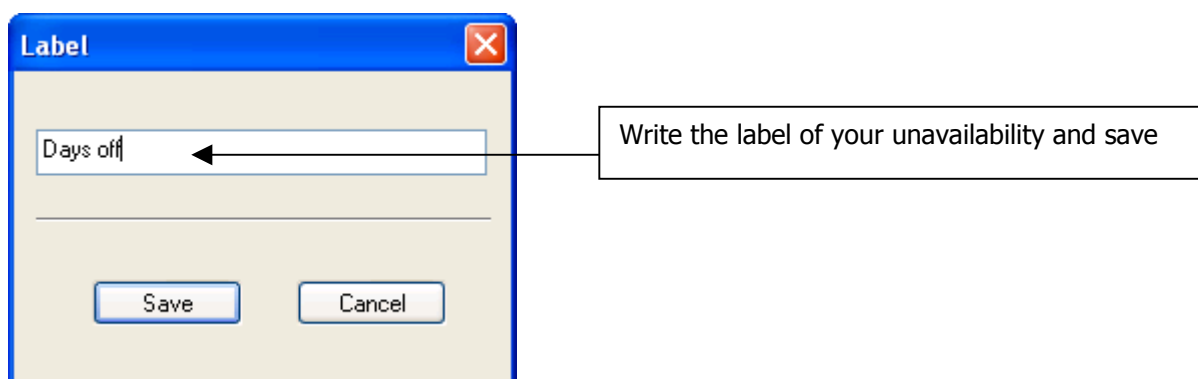 Label
Days off
Write the label of your unavailability and save
Save
Cancel